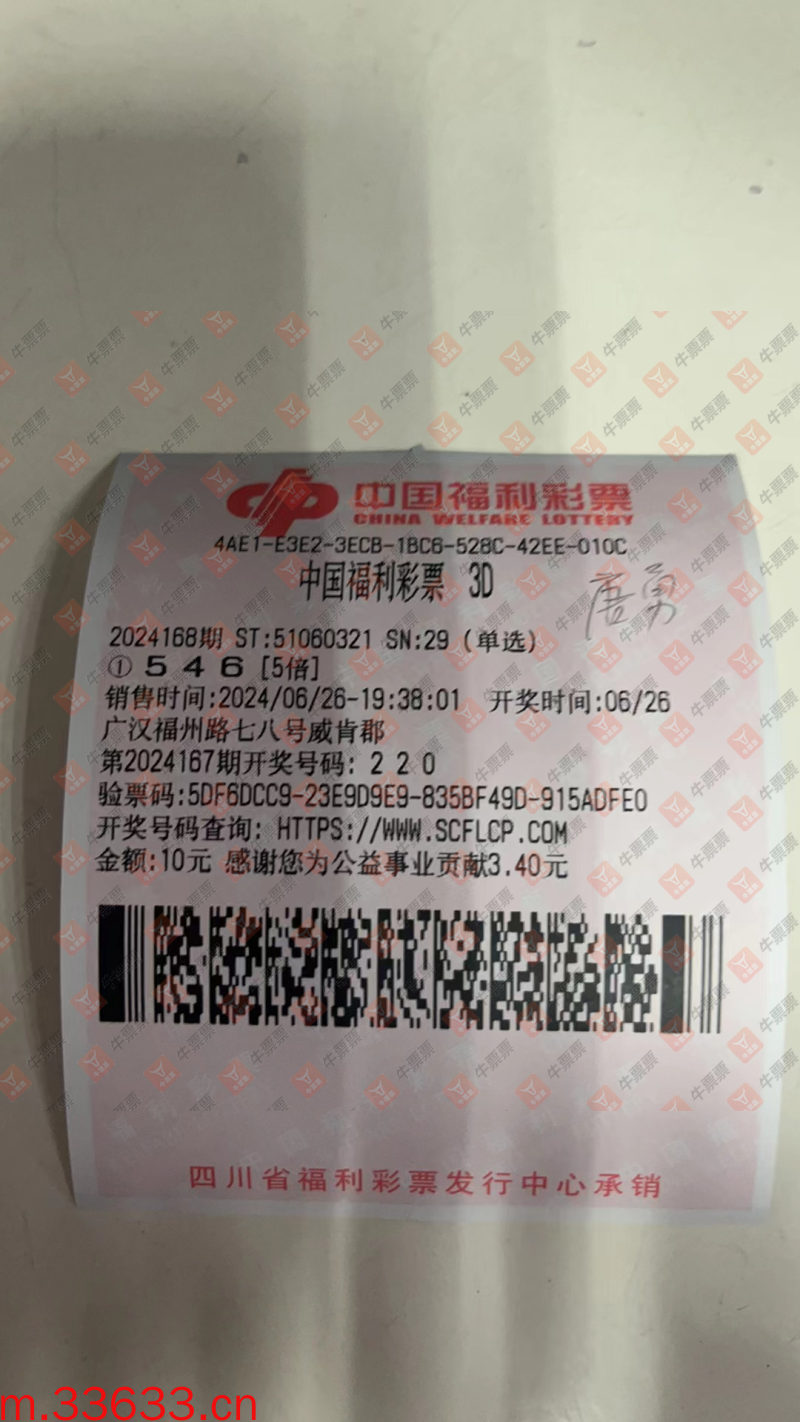 中国福利彩票
CHINA WELFARE LOTTERY
4AE1-E3E2-3ECB-1BC6-528C-42EE-010C
中国福利彩票 3D
唐勇
2024168期 ST:51060321 SN:29 (单选)
① 5 4 6 [5倍]
销售时间:2024/06/26-19:38:01 开奖时间:06/26
广汉福州路七八号威肯郡
第2024167期开奖号码: 2 2 0
验票码:5DF6DCC9-23E9D9E9-835BF49D-915ADFE0
开奖号码查询: HTTPS://WWW.SCFLCP.COM
金额:10元 感谢您为公益事业贡献3.40元
四川省福利彩票发行中心承销
牛票票
m.33633.cn